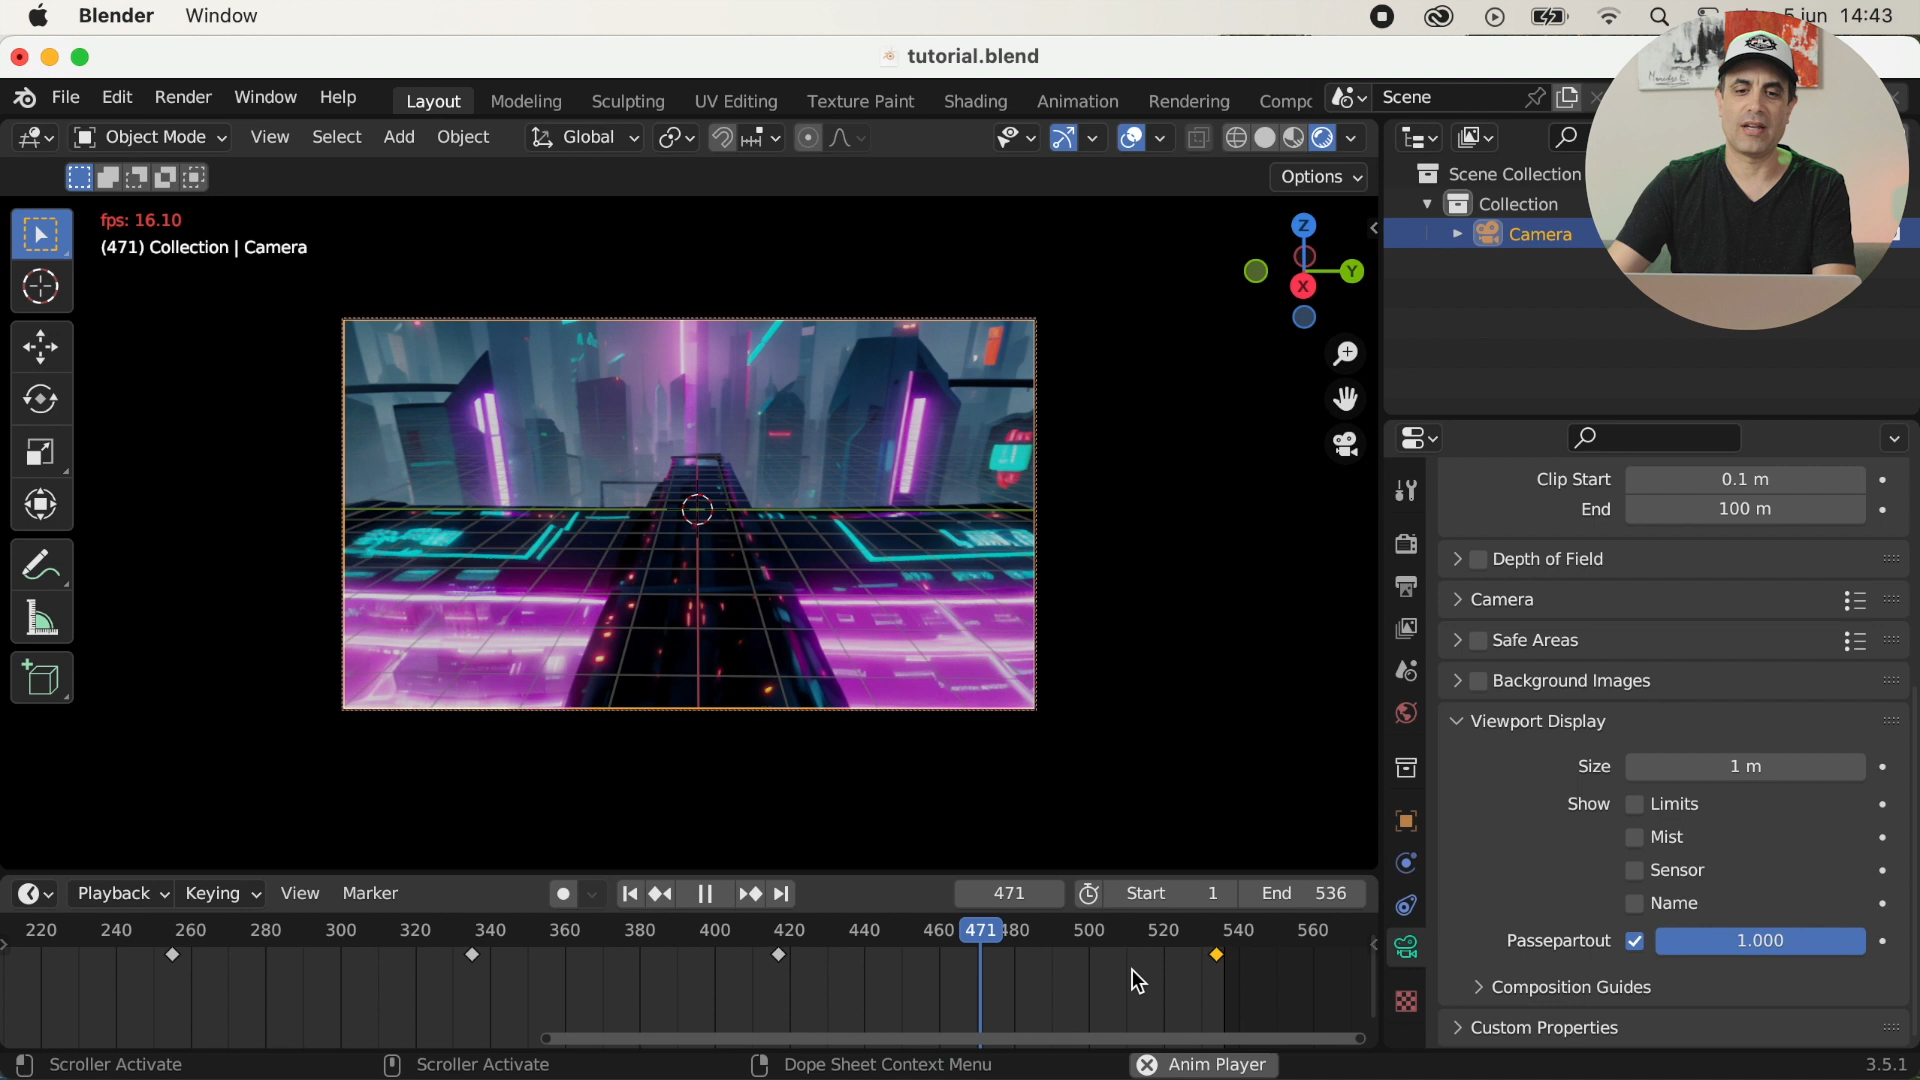 Blender Window
5 jun 14:43
tutorial.blend
File Edit Render Window Help
Layout Modeling Sculpting UV Editing Texture Paint Shading Animation Rendering Compc
Scene
Object Mode View Select Add Object Global
Options
fps: 16.10
(471) Collection | Camera
Z
Y
X
Scene Collection
Collection
Camera
Clip Start 0.1 m
End 100 m
Depth of Field
Camera
Safe Areas
Background Images
Viewport Display
Size 1 m
Show Limits
Mist
Sensor
Name
Passepartout 1.000
Composition Guides
Custom Properties
Playback Keying View Marker
471 Start 1 End 536
220 240 260 280 300 320 340 360 380 400 420 440 460 471 480 500 520 540 560
Scroller Activate Scroller Activate Dope Sheet Context Menu Anim Player 3.5.1